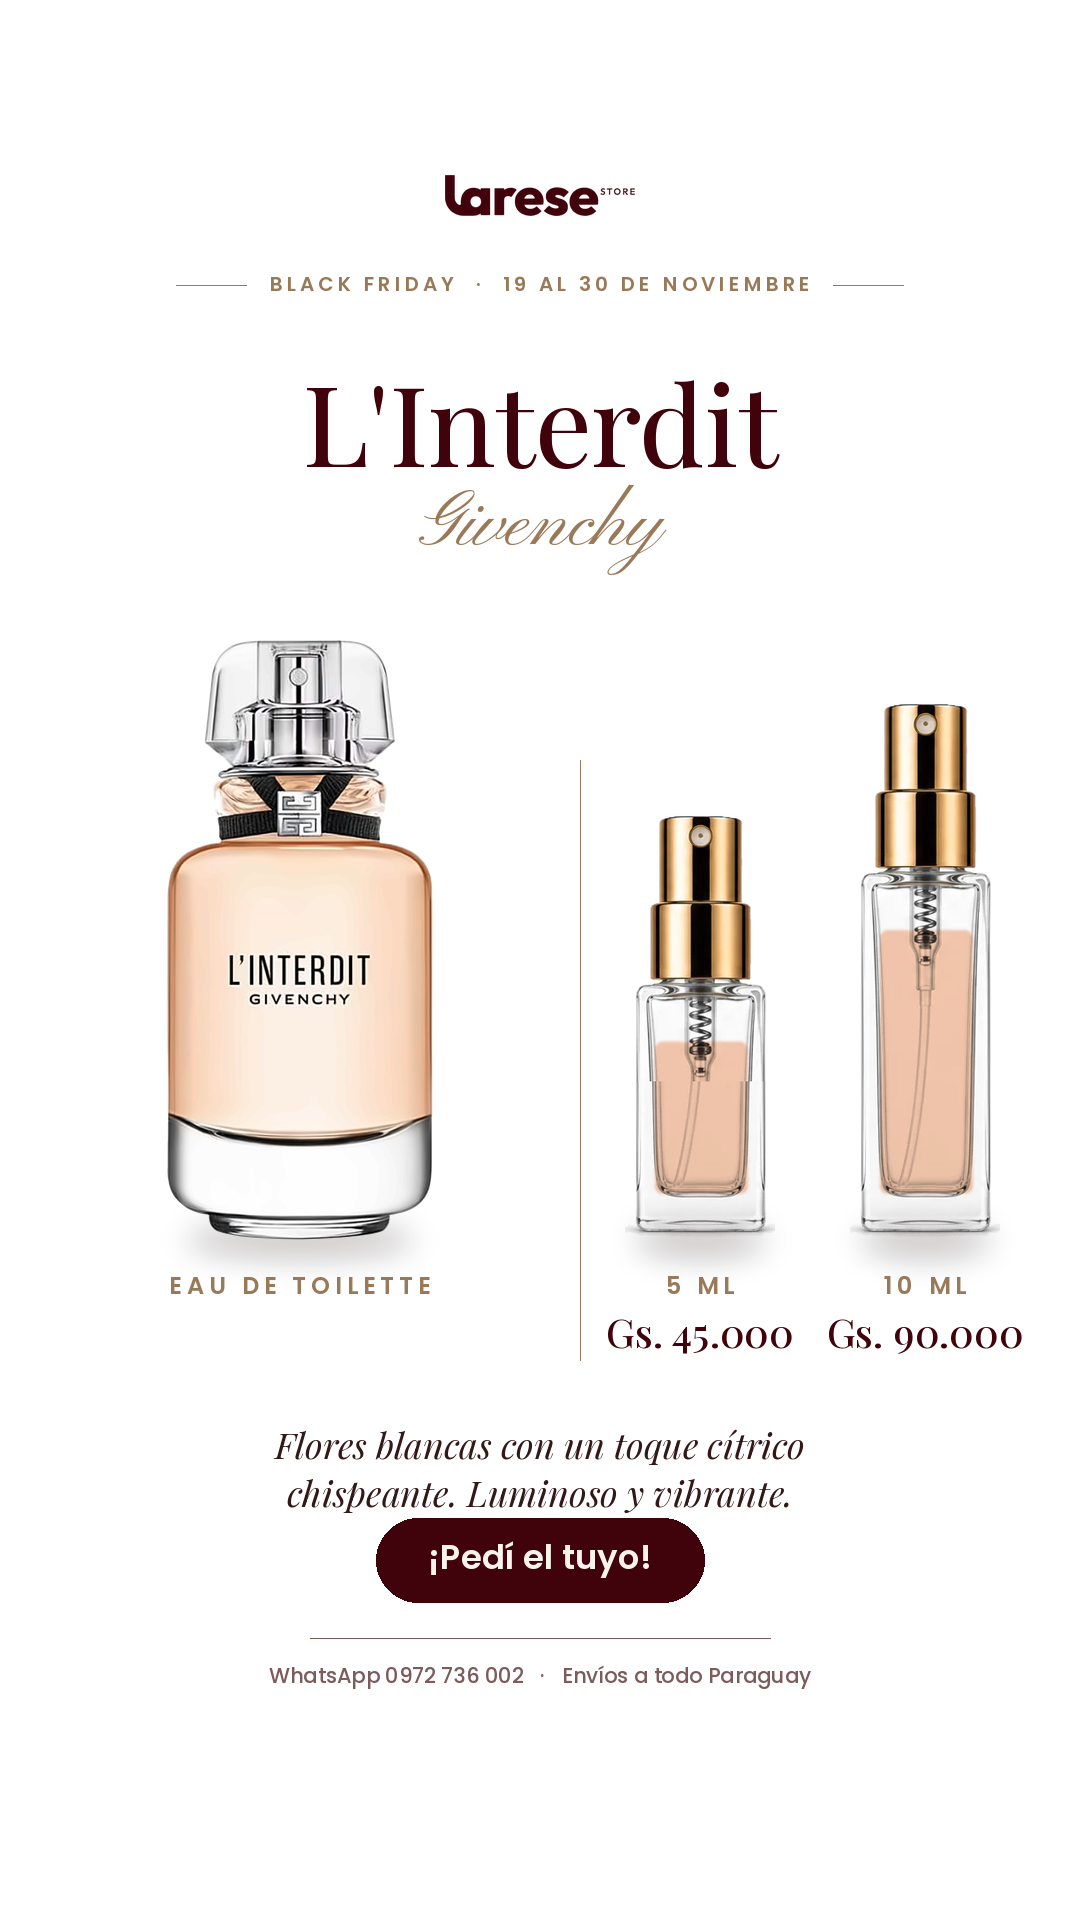 Larese STORE
BLACK FRIDAY · 19 AL 30 DE NOVIEMBRE
L'Interdit
Givenchy
L'INTERDIT
GIVENCHY
EAU DE TOILETTE
5 ML
Gs. 45.000
10 ML
Gs. 90.000
Flores blancas con un toque cítrico
chispeante. Luminoso y vibrante.
¡Pedí el tuyo!
WhatsApp 0972 736 002 · Envíos a todo Paraguay